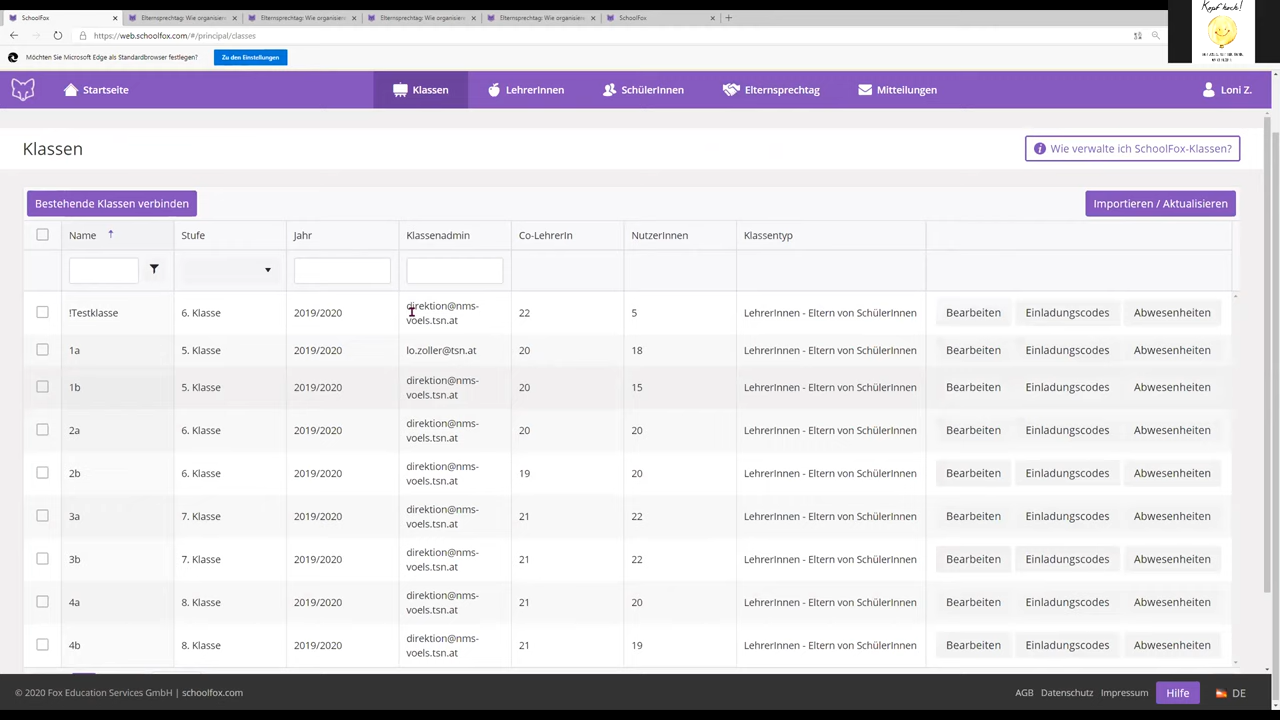 SchoolFox
Elternsprechtag: Wie organisier
Elternsprechtag: Wie organisier
Elternsprechtag: Wie organisier
Elternsprechtag: Wie organisier
SchoolFox
https://web.schoolfox.com/#/principal/classes
Kopf hoch!
Möchten Sie Microsoft Edge als Standardbrowser festlegen?
Zu den Einstellungen
Startseite
Klassen
LehrerInnen
SchülerInnen
Elternsprechtag
Mitteilungen
Loni Z.
Klassen
Wie verwalte ich SchoolFox-Klassen?
Bestehende Klassen verbinden
Importieren / Aktualisieren
Name Stufe Jahr Klassenadmin Co-LehrerIn NutzerInnen Klassentyp
!Testklasse 6. Klasse 2019/2020 direktion@nms-voels.tsn.at 22 5 LehrerInnen - Eltern von SchülerInnen Bearbeiten Einladungscodes Abwesenheiten
1a 5. Klasse 2019/2020 lo.zoller@tsn.at 20 18 LehrerInnen - Eltern von SchülerInnen Bearbeiten Einladungscodes Abwesenheiten
1b 5. Klasse 2019/2020 direktion@nms-voels.tsn.at 20 15 LehrerInnen - Eltern von SchülerInnen Bearbeiten Einladungscodes Abwesenheiten
2a 6. Klasse 2019/2020 direktion@nms-voels.tsn.at 20 20 LehrerInnen - Eltern von SchülerInnen Bearbeiten Einladungscodes Abwesenheiten
2b 6. Klasse 2019/2020 direktion@nms-voels.tsn.at 19 20 LehrerInnen - Eltern von SchülerInnen Bearbeiten Einladungscodes Abwesenheiten
3a 7. Klasse 2019/2020 direktion@nms-voels.tsn.at 21 22 LehrerInnen - Eltern von SchülerInnen Bearbeiten Einladungscodes Abwesenheiten
3b 7. Klasse 2019/2020 direktion@nms-voels.tsn.at 21 22 LehrerInnen - Eltern von SchülerInnen Bearbeiten Einladungscodes Abwesenheiten
4a 8. Klasse 2019/2020 direktion@nms-voels.tsn.at 21 20 LehrerInnen - Eltern von SchülerInnen Bearbeiten Einladungscodes Abwesenheiten
4b 8. Klasse 2019/2020 direktion@nms-voels.tsn.at 21 19 LehrerInnen - Eltern von SchülerInnen Bearbeiten Einladungscodes Abwesenheiten
© 2020 Fox Education Services GmbH | schoolfox.com
AGB Datenschutz Impressum Hilfe DE